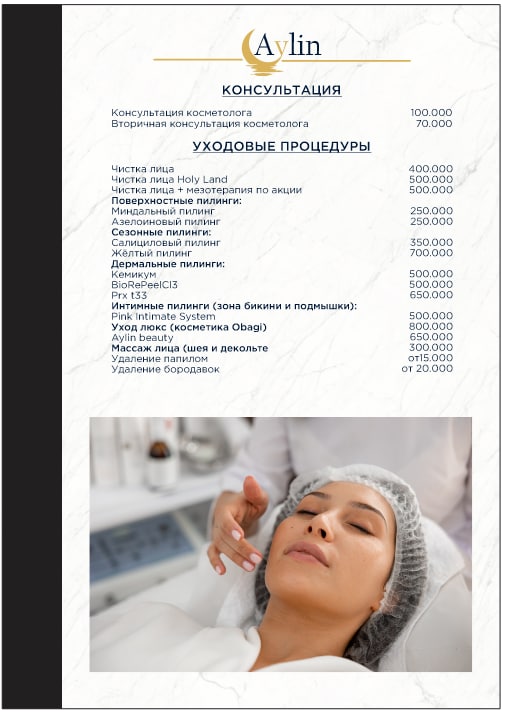 Aylin
КОНСУЛЬТАЦИЯ
Консультация косметолога 100.000
Вторичная консультация косметолога 70.000
УХОДОВЫЕ ПРОЦЕДУРЫ
Чистка лица 400.000
Чистка лица Holy Land 500.000
Чистка лица + мезотерапия по акции 500.000
Поверхностные пилинги:
Миндальный пилинг 250.000
Азелоиновый пилинг 250.000
Сезонные пилинги:
Салициловый пилинг 350.000
Жёлтый пилинг 700.000
Дермальные пилинги:
Кемикум 500.000
BioRePeelCl3 500.000
Prx t33 650.000
Интимные пилинги (зона бикини и подмышки):
Pink Intimate System 500.000
Уход люкс (косметика Obagi) 800.000
Aylin beauty 650.000
Массаж лица (шея и декольте 300.000
Удаление папилом от15.000
Удаление бородавок от 20.000